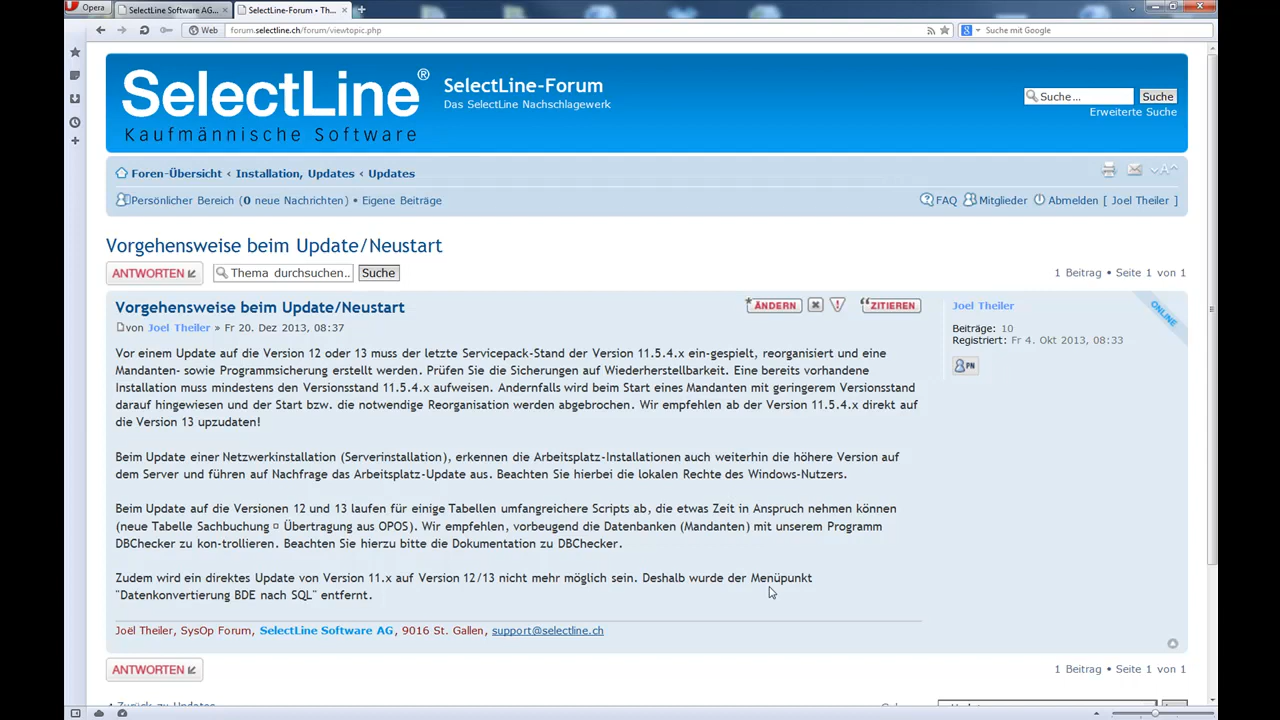 Opera
SelectLine Software AG...
SelectLine-Forum • Th...
Web
forum.selectline.ch/forum/viewtopic.php
Suche mit Google
SelectLine®
Kaufmännische Software
SelectLine-Forum
Das SelectLine Nachschlagewerk
Suche...
Suche
Erweiterte Suche
Foren-Übersicht ‹ Installation, Updates ‹ Updates
Persönlicher Bereich (0 neue Nachrichten) • Eigene Beiträge
FAQ Mitglieder Abmelden [ Joel Theiler ]
Vorgehensweise beim Update/Neustart
ANTWORTEN
Thema durchsuchen...
Suche
1 Beitrag • Seite 1 von 1
Vorgehensweise beim Update/Neustart
ÄNDERN
ZITIEREN
von Joel Theiler » Fr 20. Dez 2013, 08:37
Vor einem Update auf die Version 12 oder 13 muss der letzte Servicepack-Stand der Version 11.5.4.x ein-gespielt, reorganisiert und eine
Mandanten- sowie Programmsicherung erstellt werden. Prüfen Sie die Sicherungen auf Wiederherstellbarkeit. Eine bereits vorhandene
Installation muss mindestens den Versionsstand 11.5.4.x aufweisen. Andernfalls wird beim Start eines Mandanten mit geringerem Versionsstand
darauf hingewiesen und der Start bzw. die notwendige Reorganisation werden abgebrochen. Wir empfehlen ab der Version 11.5.4.x direkt auf
die Version 13 upzudaten!
Beim Update einer Netzwerkinstallation (Serverinstallation), erkennen die Arbeitsplatz-Installationen auch weiterhin die höhere Version auf
dem Server und führen auf Nachfrage das Arbeitsplatz-Update aus. Beachten Sie hierbei die lokalen Rechte des Windows-Nutzers.
Beim Update auf die Versionen 12 und 13 laufen für einige Tabellen umfangreichere Scripts ab, die etwas Zeit in Anspruch nehmen können
(neue Tabelle Sachbuchung ¤ Übertragung aus OPOS). Wir empfehlen, vorbeugend die Datenbanken (Mandanten) mit unserem Programm
DBChecker zu kon-trollieren. Beachten Sie hierzu bitte die Dokumentation zu DBChecker.
Zudem wird ein direktes Update von Version 11.x auf Version 12/13 nicht mehr möglich sein. Deshalb wurde der Menüpunkt
"Datenkonvertierung BDE nach SQL" entfernt.
Joël Theiler, SysOp Forum, SelectLine Software AG, 9016 St. Gallen, support@selectline.ch
Joel Theiler
Beiträge: 10
Registriert: Fr 4. Okt 2013, 08:33
PN
ONLINE
ANTWORTEN
1 Beitrag • Seite 1 von 1
Zurück zu Updates